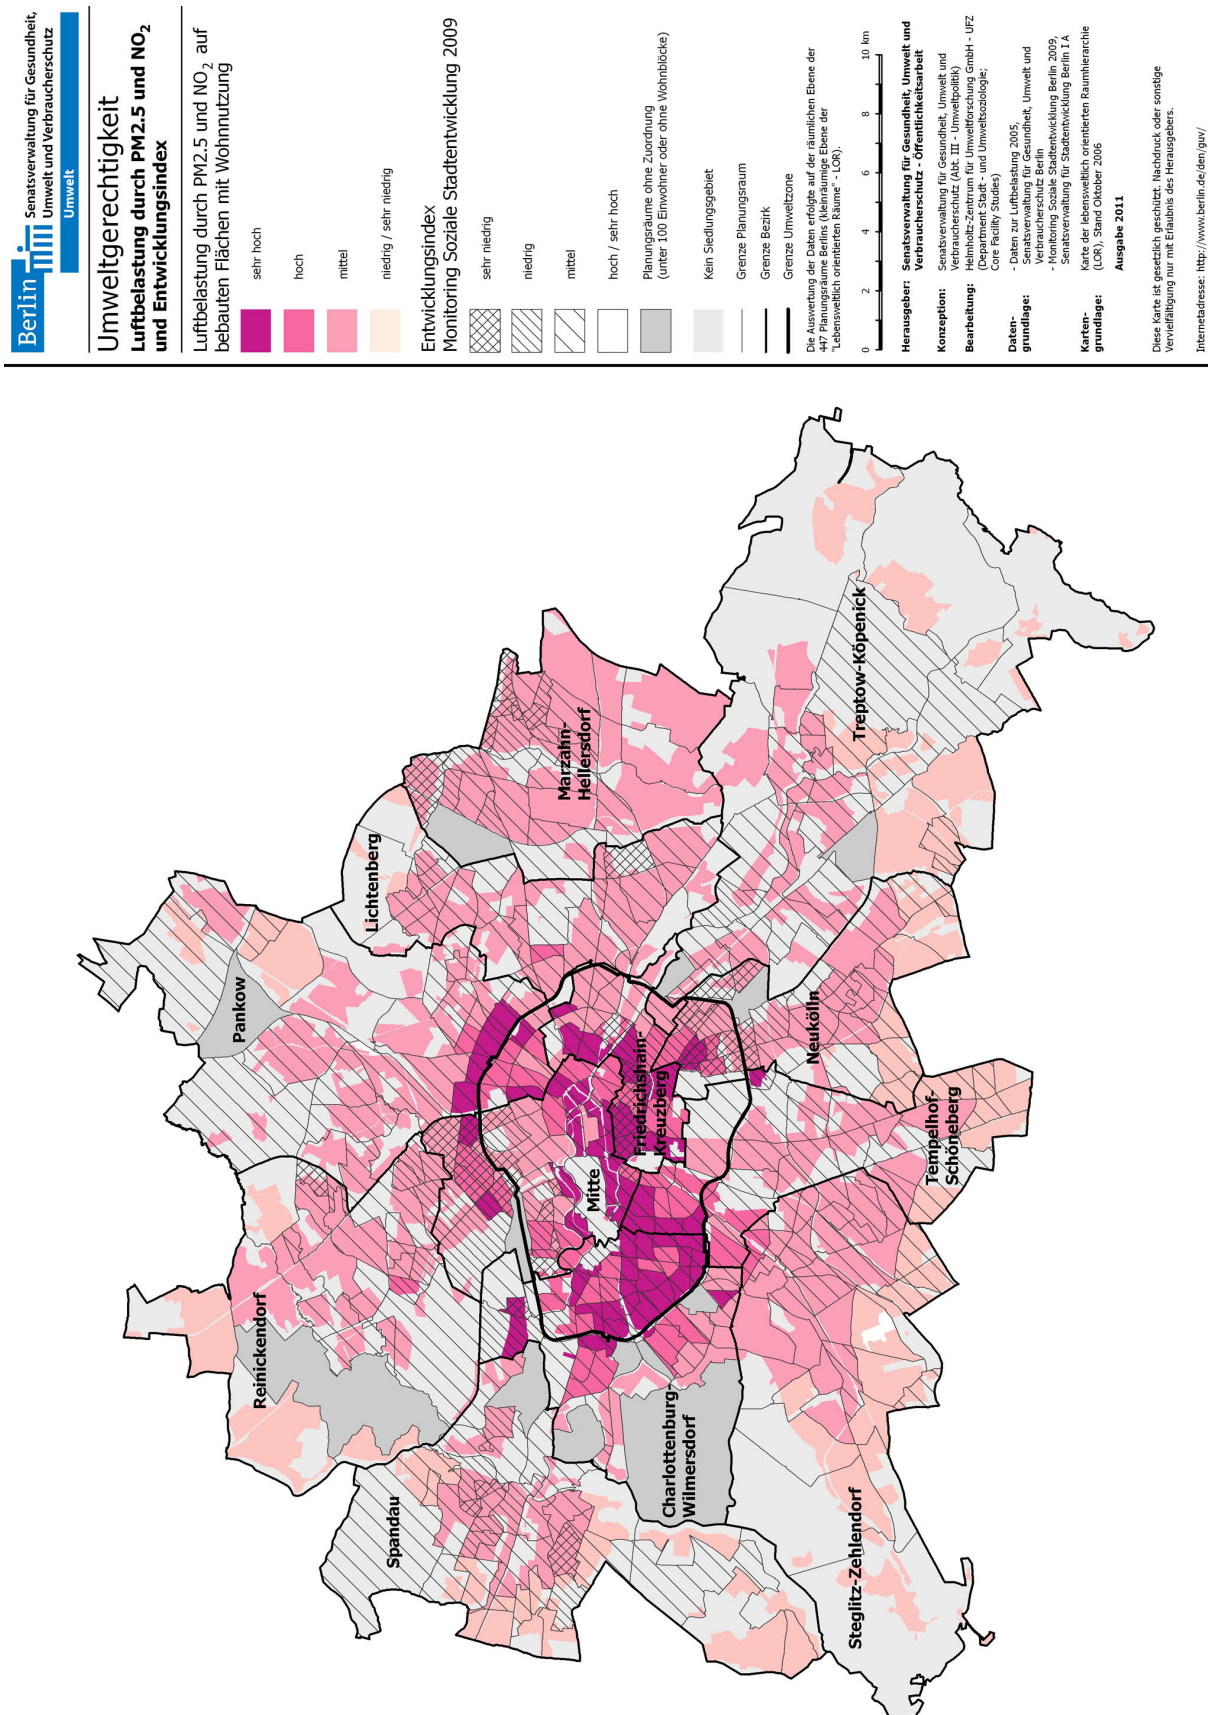 Berlin
Senatsverwaltung für Gesundheit,
Umwelt und Verbraucherschutz
Umwelt
Umweltgerechtigkeit
Luftbelastung durch PM2.5 und NO2
und Entwicklungsindex
Luftbelastung durch PM2.5 und NO2 auf
bebauten Flächen mit Wohnnutzung
sehr hoch
hoch
mittel
niedrig / sehr niedrig
Entwicklungsindex
Monitoring Soziale Stadtentwicklung 2009
sehr niedrig
niedrig
mittel
hoch / sehr hoch
Planungsräume ohne Zuordnung
(unter 100 Einwohner oder ohne Wohnblöcke)
Kein Siedlungsgebiet
Grenze Planungsraum
Grenze Bezirk
Grenze Umweltzone
Die Auswertung der Daten erfolgte auf der räumlichen Ebene der
447 Planungsräume Berlins (kleinräumige Ebene der
"Lebensweltlich orientierten Räume" - LOR).
0 2 4 6 8 10 km
Herausgeber: Senatsverwaltung für Gesundheit, Umwelt und
Verbraucherschutz - Öffentlichkeitsarbeit
Konzeption: Senatsverwaltung für Gesundheit, Umwelt und
Verbraucherschutz (Abt. III - Umweltpolitik)
Bearbeitung: Helmholtz-Zentrrum für Umweltforschung GmbH - UFZ
(Department Stadt - und Umweltsoziologie;
Core Facility Studies)
Daten-
grundlage:
- Daten zur Luftbelastung 2005,
Senatsverwaltung für Gesundheit, Umwelt und
Verbraucherschutz Berlin
- Monitoring Soziale Stadtentwicklung Berlin 2009,
Senatsverwaltung für Stadtentwicklung Berlin I A
Karten-
grundlage:
Karte der lebensweltlich orientierten Raumhierarchie
(LOR), Stand Oktober 2006
Ausgabe 2011
Diese Karte ist gesetzlich geschützt. Nachdruck oder sonstige
Vervielfältigung nur mit Erlaubnis des Herausgebers.
Internetadresse: http://www.berlin.de/den/guv/
Pankow
Reinickendorf
Lichtenberg
Spandau
Marzahn-
Hellersdorf
Mitte
Friedrichshain-
Kreuzberg
Charlottenburg-
Wilmersdorf
Neukölln
Treptow-Köpenick
Tempelhof-
Schöneberg
Steglitz-Zehlendorf